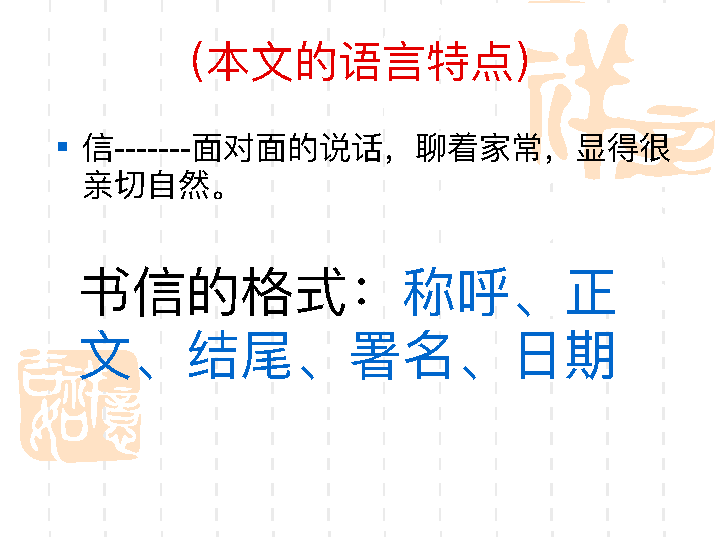 （本文的语言特点）
信-------面对面的说话，聊着家常，显得很
亲切自然。
书信的格式：称呼、正
文、结尾、署名、日期